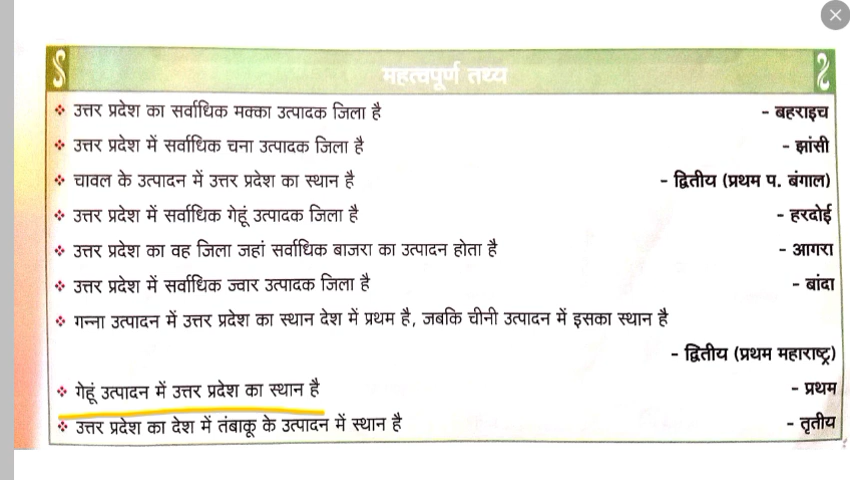 महत्वपूर्ण तथ्य
❖ उत्तर प्रदेश का सर्वाधिक मक्का उत्पादक जिला है - बहराइच
❖ उत्तर प्रदेश में सर्वाधिक चना उत्पादक जिला है - झांसी
❖ चावल के उत्पादन में उत्तर प्रदेश का स्थान है - द्वितीय (प्रथम प. बंगाल)
❖ उत्तर प्रदेश में सर्वाधिक गेहूं उत्पादक जिला है - हरदोई
❖ उत्तर प्रदेश का वह जिला जहां सर्वाधिक बाजरा का उत्पादन होता है - आगरा
❖ उत्तर प्रदेश में सर्वाधिक ज्वार उत्पादक जिला है - बांदा
❖ गन्ना उत्पादन में उत्तर प्रदेश का स्थान देश में प्रथम है, जबकि चीनी उत्पादन में इसका स्थान है
- द्वितीय (प्रथम महाराष्ट्र)
❖ गेहूं उत्पादन में उत्तर प्रदेश का स्थान है - प्रथम
❖ उत्तर प्रदेश का देश में तंबाकू के उत्पादन में स्थान है - तृतीय